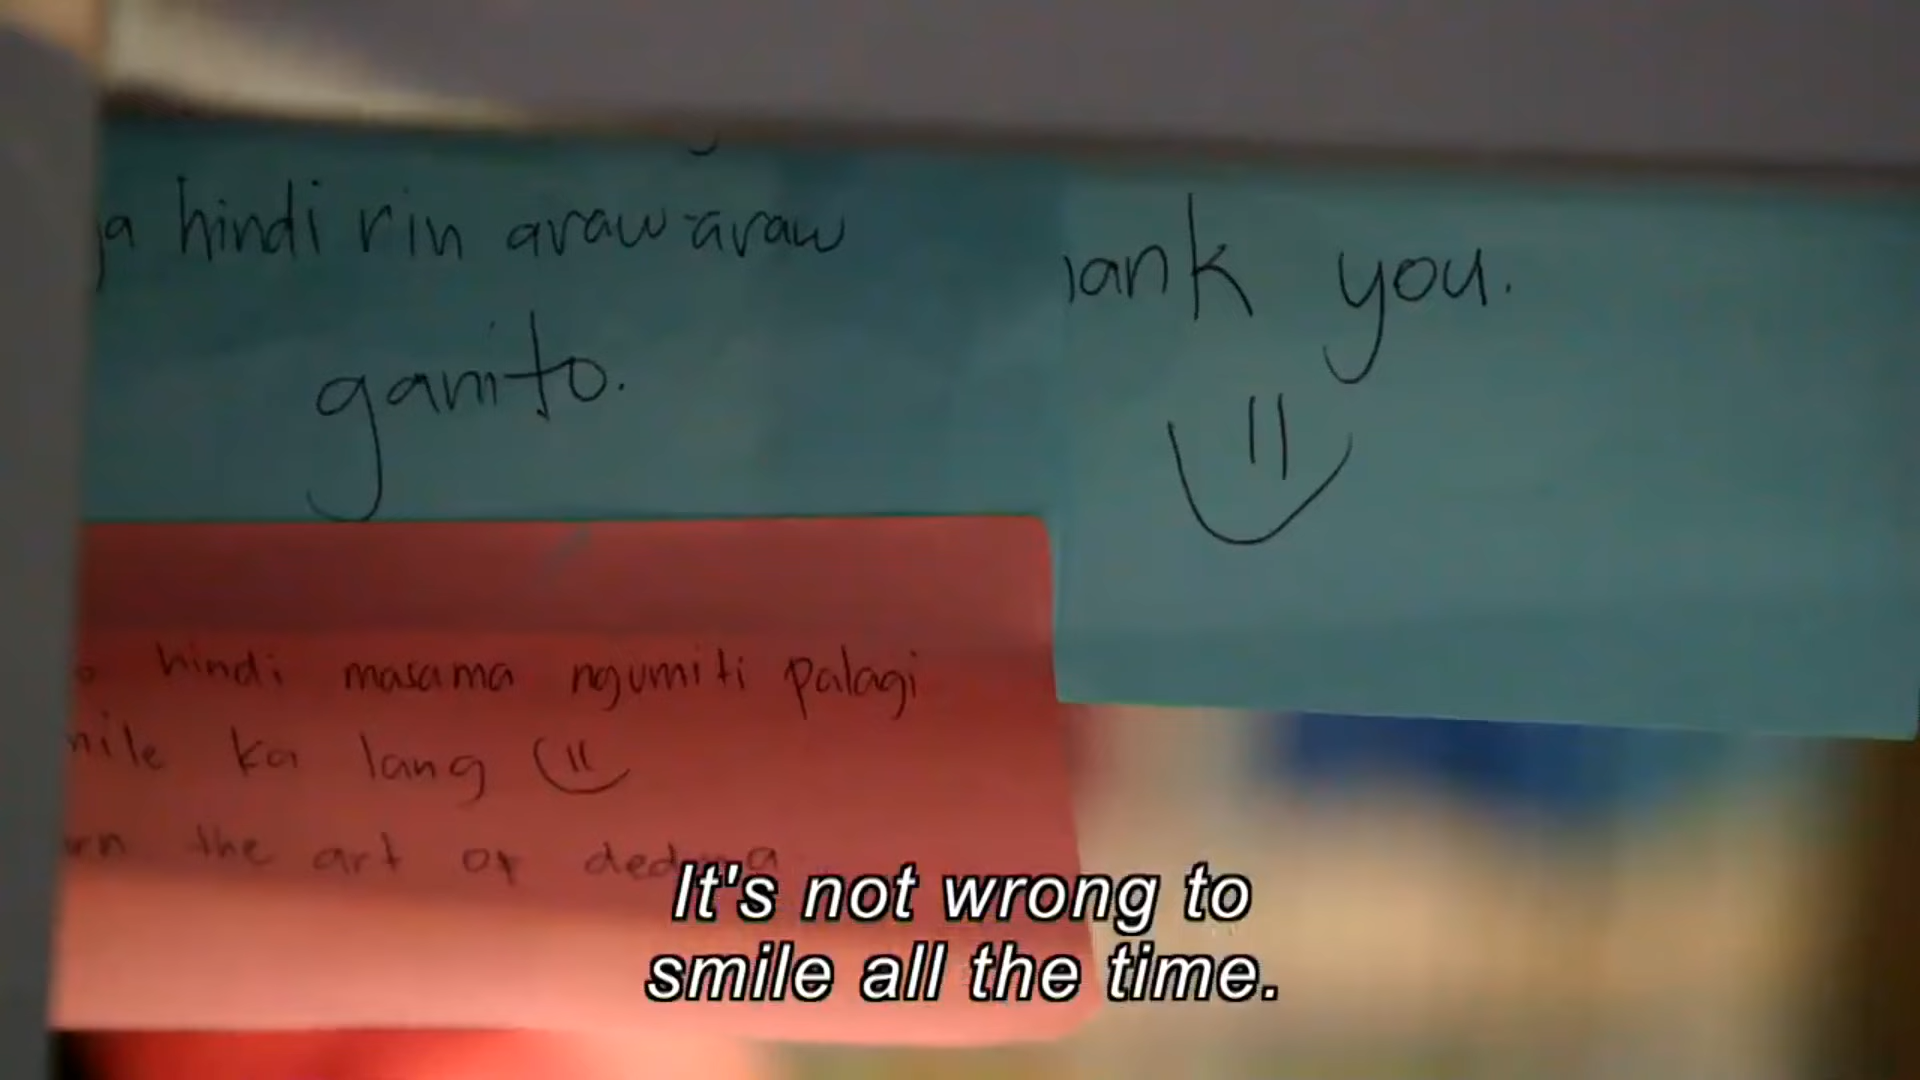 a hindi rin araw-araw
ganito.
ank you.
hindi masama ngumiti palagi
ka lang
the art of dedma
It's not wrong to
smile all the time.